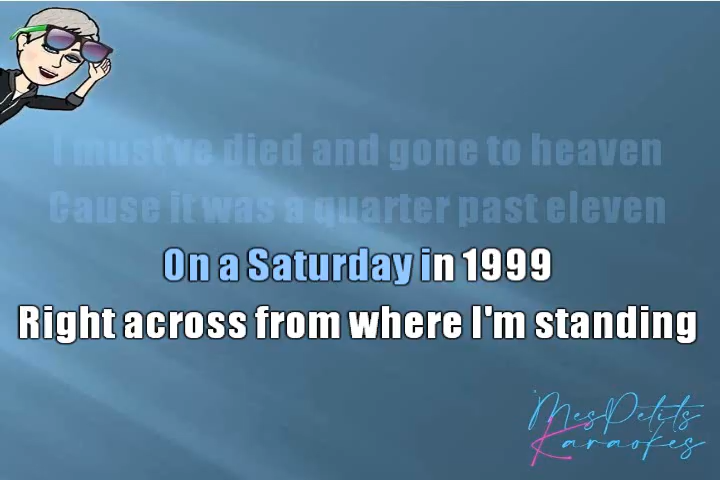 I must've died and gone to heaven
Cause it was a quarter past eleven
On a Saturday in 1999
Right across from where I'm standing
MesPetits
Karaokes